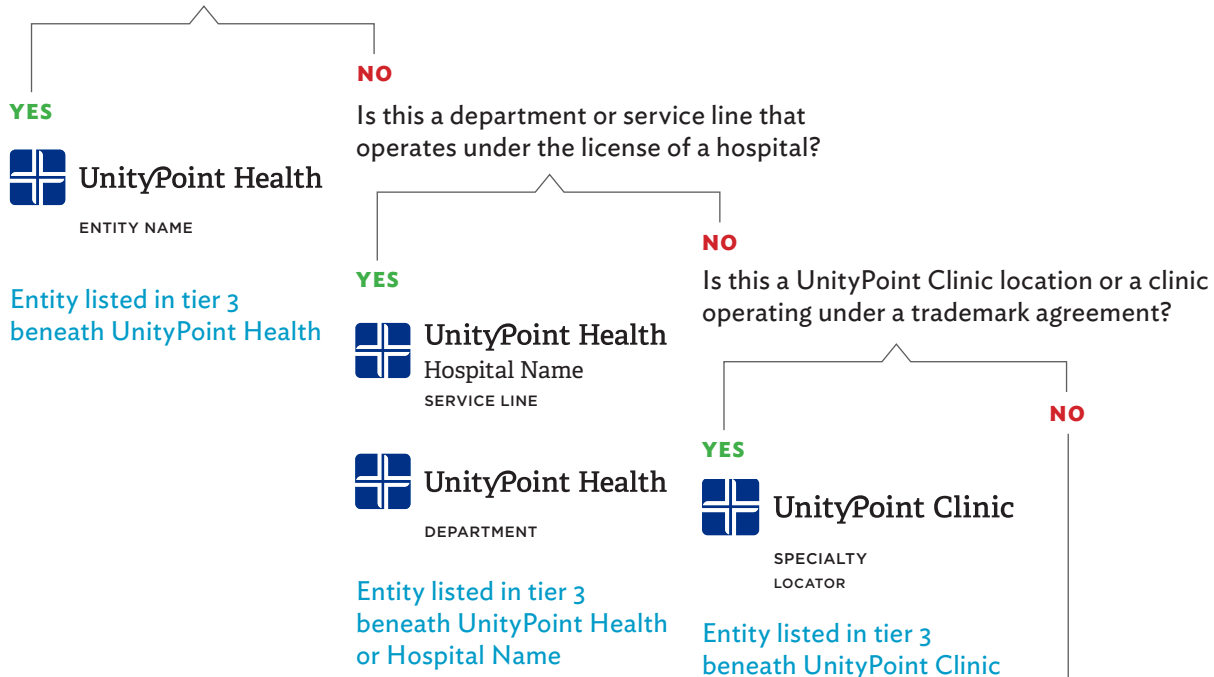 NO
YES
Is this a department or service line that
operates under the license of a hospital?
UnityPoint Health
ENTITY NAME
Entity listed in tier 3
beneath UnityPoint Health
YES
UnityPoint Health
Hospital Name
SERVICE LINE
UnityPoint Health
DEPARTMENT
Entity listed in tier 3
beneath UnityPoint Health
or Hospital Name
NO
Is this a UnityPoint Clinic location or a clinic
operating under a trademark agreement?
YES
UnityPoint Clinic
SPECIALTY
LOCATOR
Entity listed in tier 3
beneath UnityPoint Clinic
NO